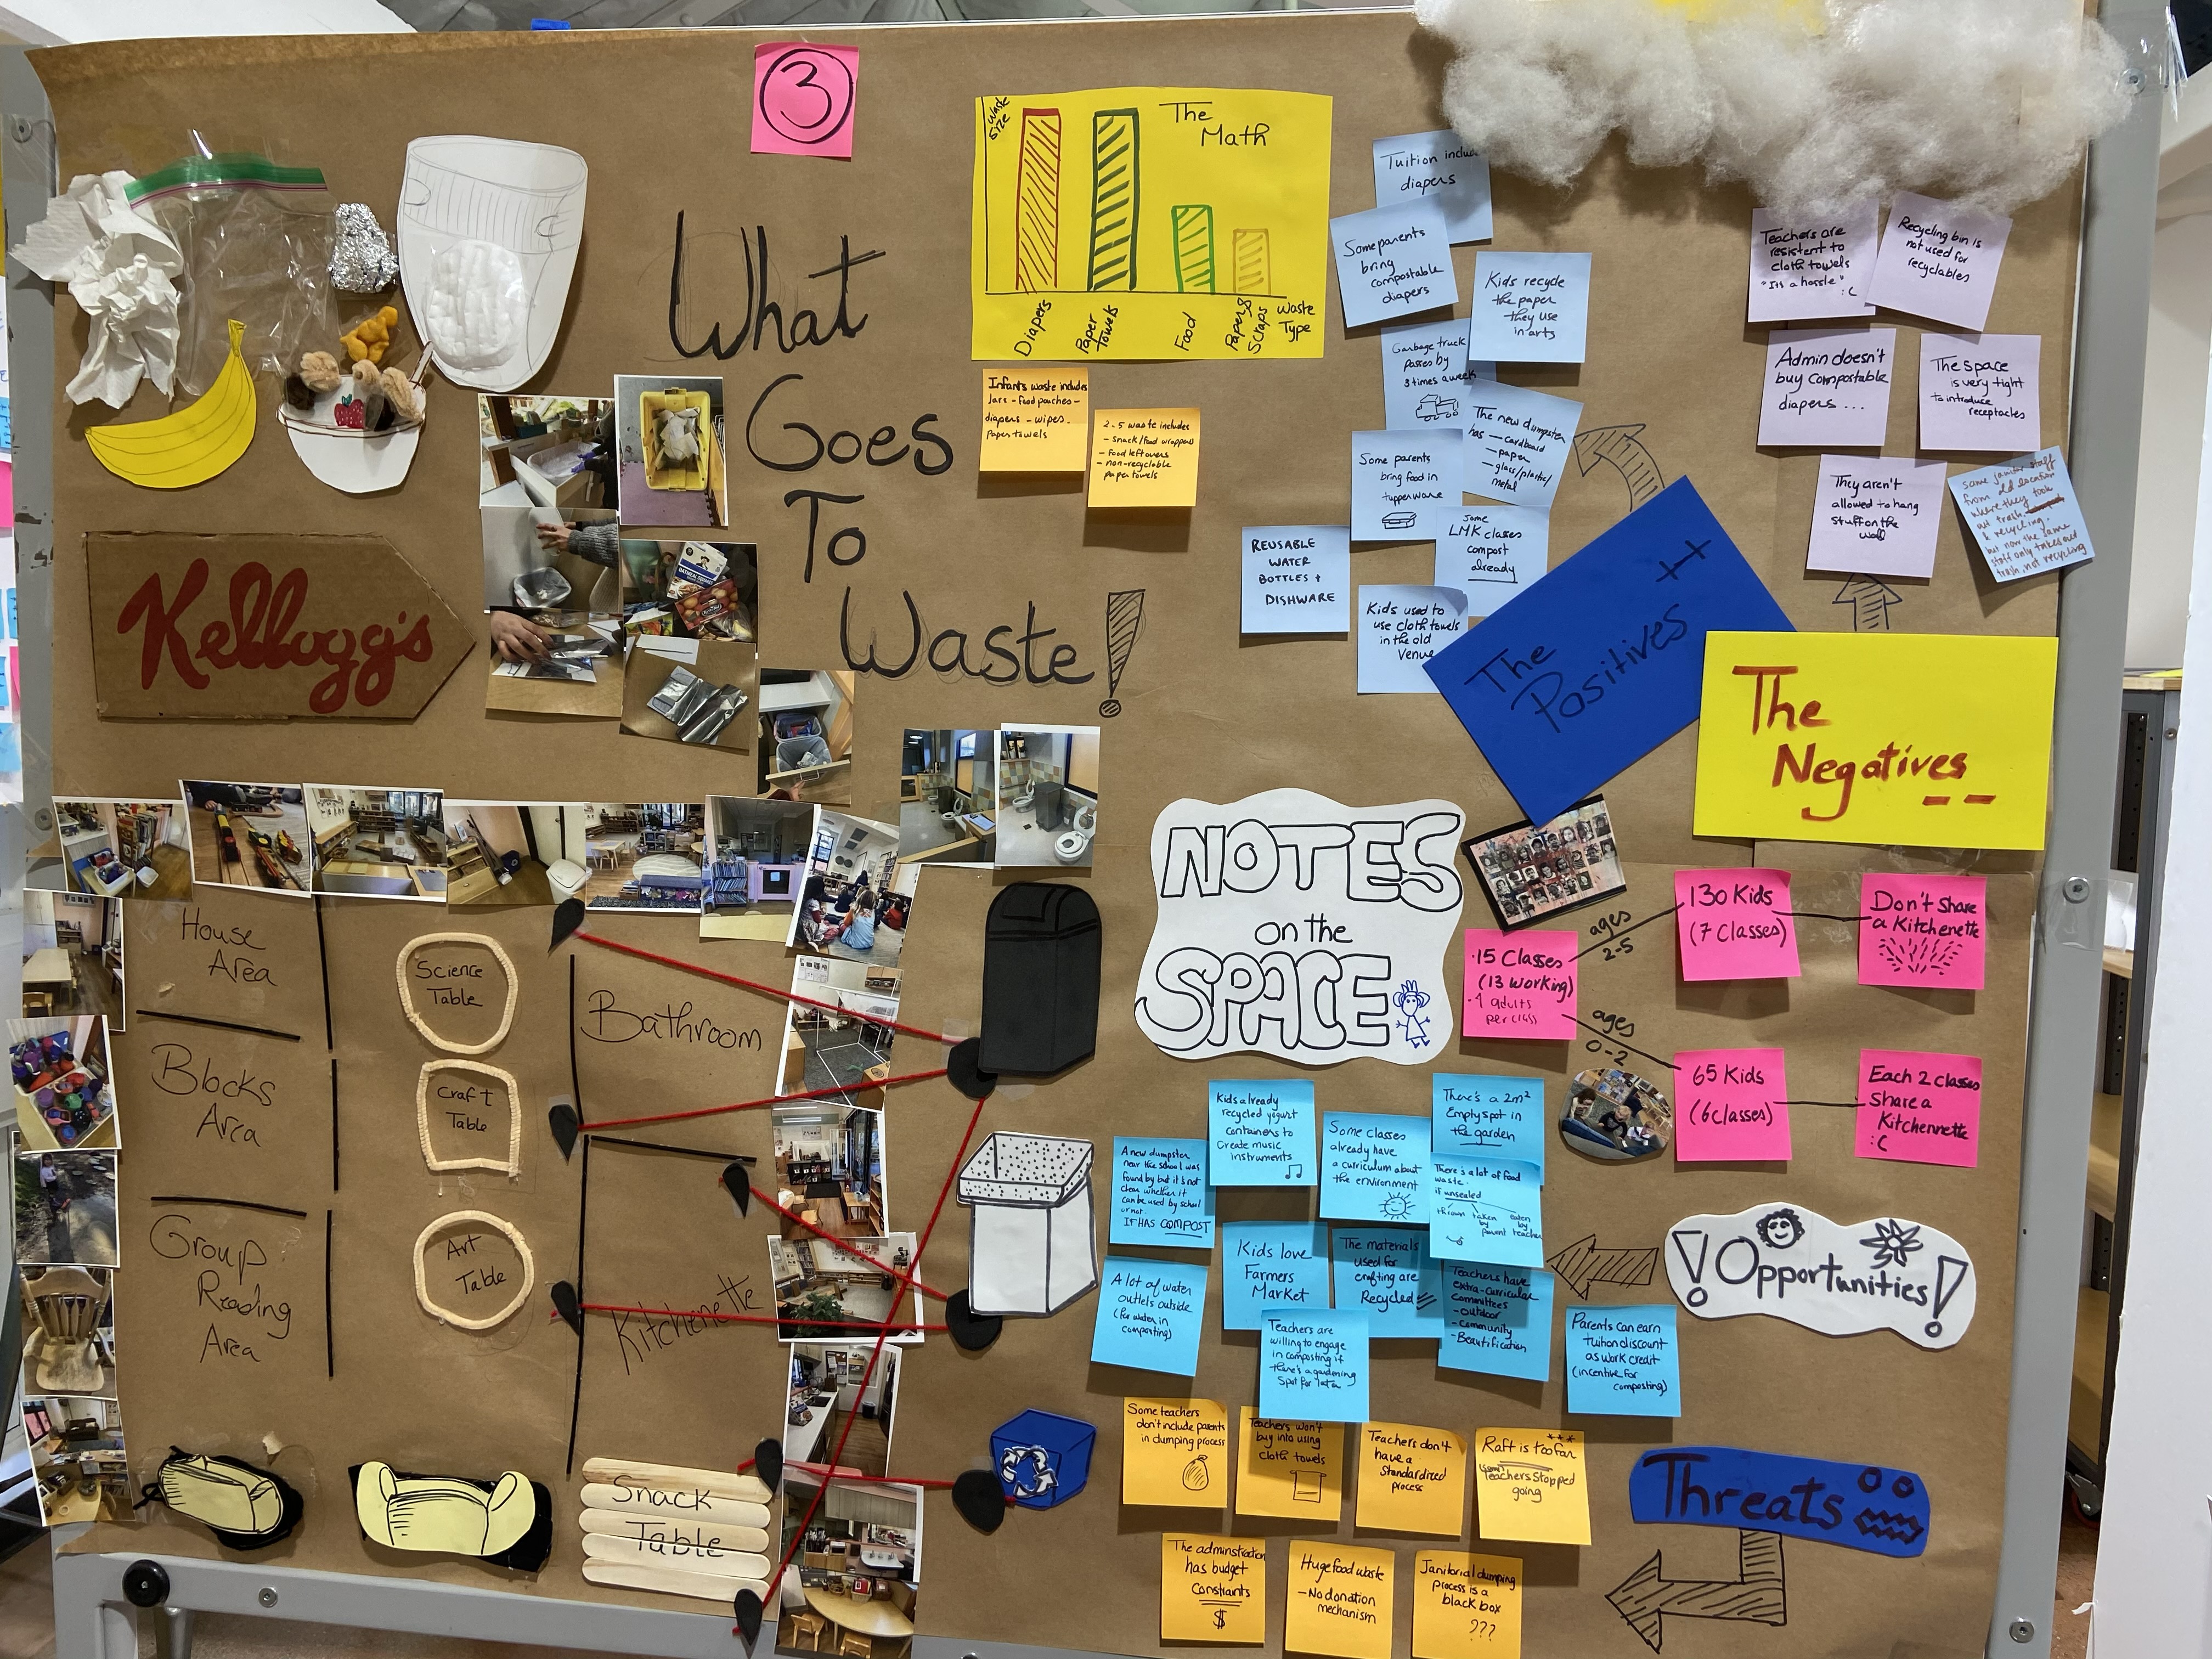 3
What
Goes
To
Waste!
Kellogg's
Waste
Size
The
Math
Diapers
Paper
Towels
Food
Paper
Scraps
Waste
Type
Infants waste includes
Jars - food pouches -
diapers - wipes.
Paper towels
2-5 waste includes
- snack/food wrappers
- food leftovers
- non-recyclable
paper towels
Tuition includ
diapers
Some parents
bring
compostable
diapers
Kids recycle
the paper
they use
in arts
Garbage truck
passes by
3 times a week
The new dumpster
has - cardboard
- paper
- glass/plastic/
metal
Some parents
bring food in
tupperware
Some
LMK classes
compost
already
REUSABLE
WATER
BOTTLES +
DISHWARE
Kids used to
use cloth towels
in the old
Venue
The
Positives
++
Teachers are
resistent to
cloth towels
"Its a hassle"
:C
Recycling bin is
not used for
recyclables
Admin doesn't
buy compostable
diapers ...
The space
is very tight
to introduce
receptacles
They aren't
allowed to hang
stuff on the
wall
same janitor staff
from old location
where they took
out trash
& recycling.
but now the same
staff only takes out
trash, not recycling
The
Negatives
--
NOTES
on the
SPACE
15 Classes
(13 working)
4 adults
per class
ages
2-5
130 Kids
(7 Classes)
Don't share
a Kitchenette
ages
0-2
65 Kids
(6 Classes)
Each 2 classes
Share a
Kitchennette
:C
House
Area
Blocks
Area
Group
Reading
Area
Science
Table
Craft
Table
Art
Table
Bathroom
Kitchenette
Snack
Table
Kids already
recycled yogurt
containers to
Create music
instruments
There's a 2m²
Empty spot in
the garden
A new dumpster
near the school was
found by but it's not
clear whether it
can be used by school
or not.
IT HAS COMPOST
Some classes
already have
a curriculum about
the environment
There's a lot of food
waste.
if unsealed
thrown taken eaten
by by
parent teacher
Kids love
Farmers
Market
The materials
used for
crafting are
Recycled
A lot of water
outlets outside
(for water in
composting)
Teachers have
extra-curricular
Committees
- Outdoor
- Community
- Beautification
Teachers are
willing to engage
in composting if
there's a gardening
Spot for later
Parents can earn
tuition discount
as work credit
(incentive for
composting)
! Opportunities !
Some teachers
don't include parents
in dumping process
Teachers won't
buy into using
cloth towels
Teachers don't
have a
Standardized
process
Raft is too far
Teachers stopped
going
The adminstration
has budget
Constraints
$
Huge food waste
- No donation
mechanism
Janitorial dumping
process is a
black box
???
Threats